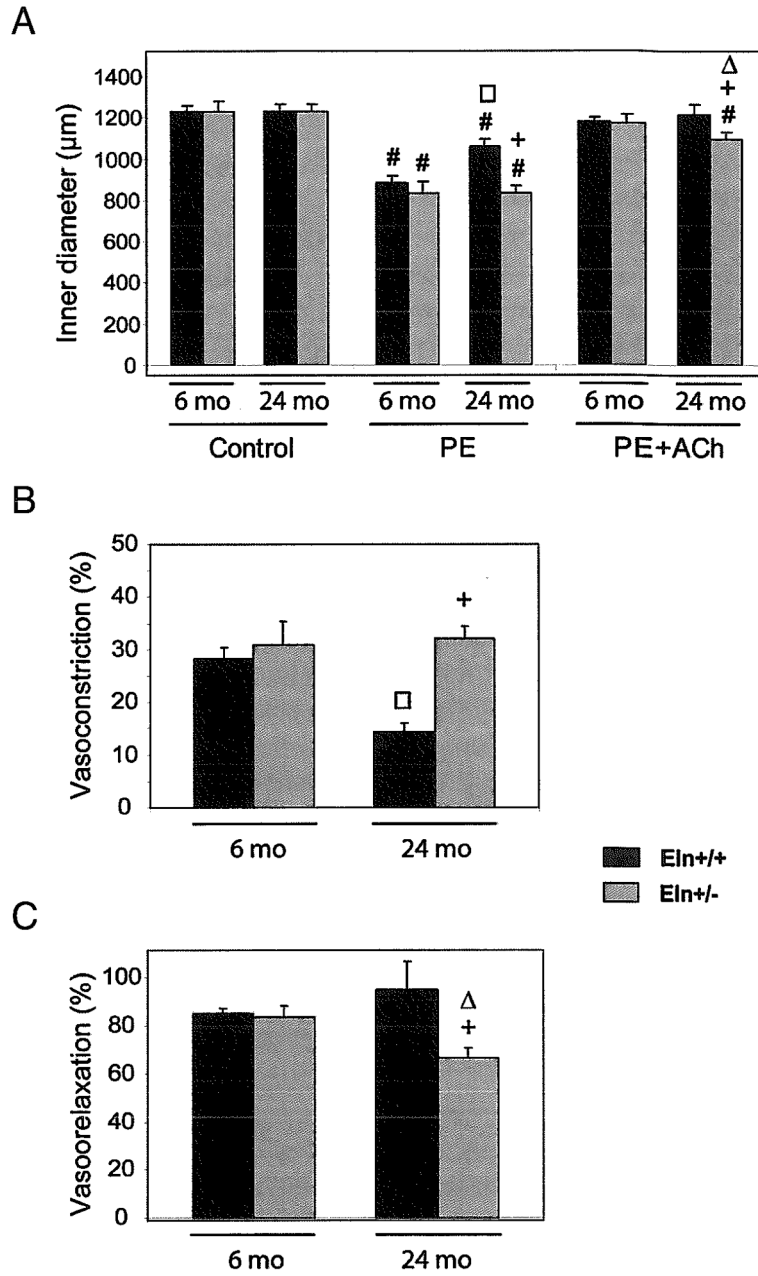 A
Inner diameter (µm)
1400
1200
1000
800
600
400
200
0
# #
□
#
+
#
Δ
+
#
6 mo 24 mo 6 mo 24 mo 6 mo 24 mo
Control PE PE+ACh
B
Vasoconstriction (%)
50
40
30
20
10
0
□
+
6 mo 24 mo
Eln+/+
Eln+/-
C
Vasoorelaxation (%)
100
80
60
40
20
0
Δ
+
6 mo 24 mo